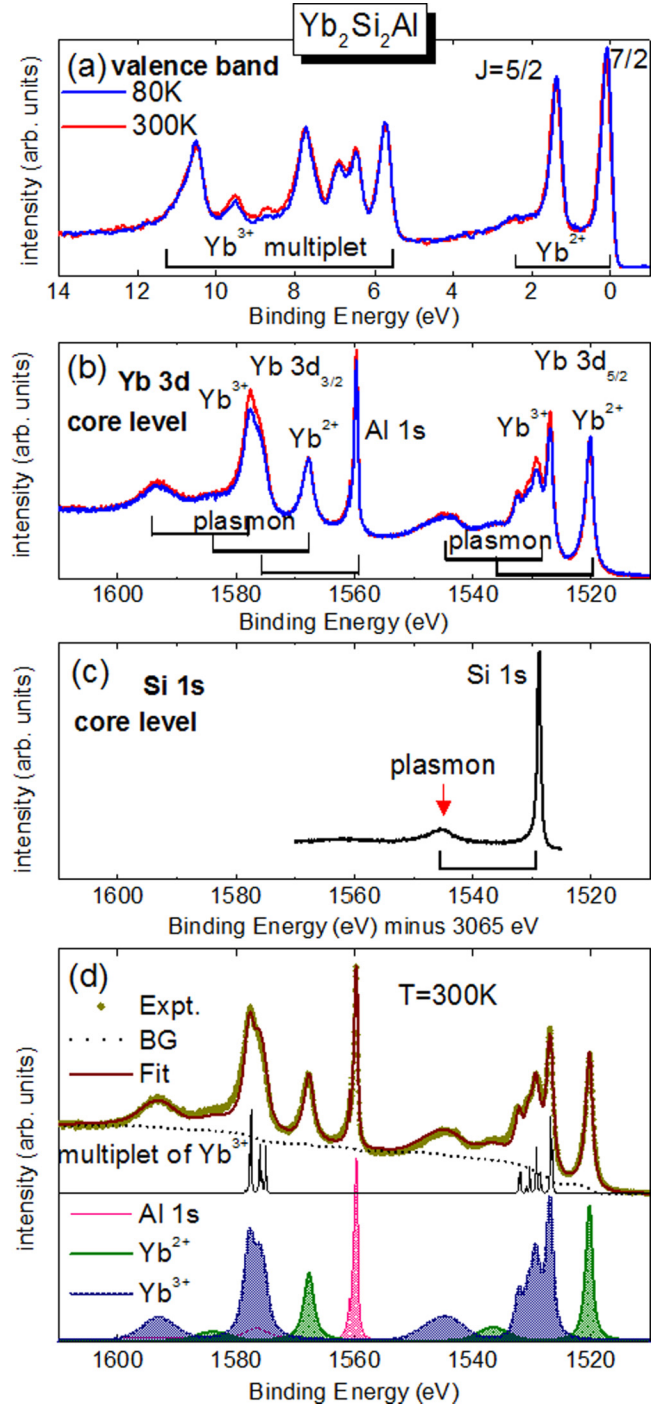 Yb₂Si₂Al
(a) valence band
80K
300K
J=5/2
7/2
Yb³⁺ multiplet
Yb²⁺
intensity (arb. units)
14 12 10 8 6 4 2 0
Binding Energy (eV)
(b) Yb 3d
core level
Yb³⁺
Yb 3d₃/₂
Yb²⁺
Al 1s
Yb 3d₅/₂
Yb³⁺
Yb²⁺
plasmon
plasmon
intensity (arb. units)
1600 1580 1560 1540 1520
Binding Energy (eV)
(c)
Si 1s
core level
Si 1s
plasmon
intensity (arb. units)
1600 1580 1560 1540 1520
Binding Energy (eV) minus 3065 eV
(d)
T=300K
Expt.
BG
Fit
multiplet of Yb³⁺
Al 1s
Yb²⁺
Yb³⁺
intensity (arb. units)
1600 1580 1560 1540 1520
Binding Energy (eV)